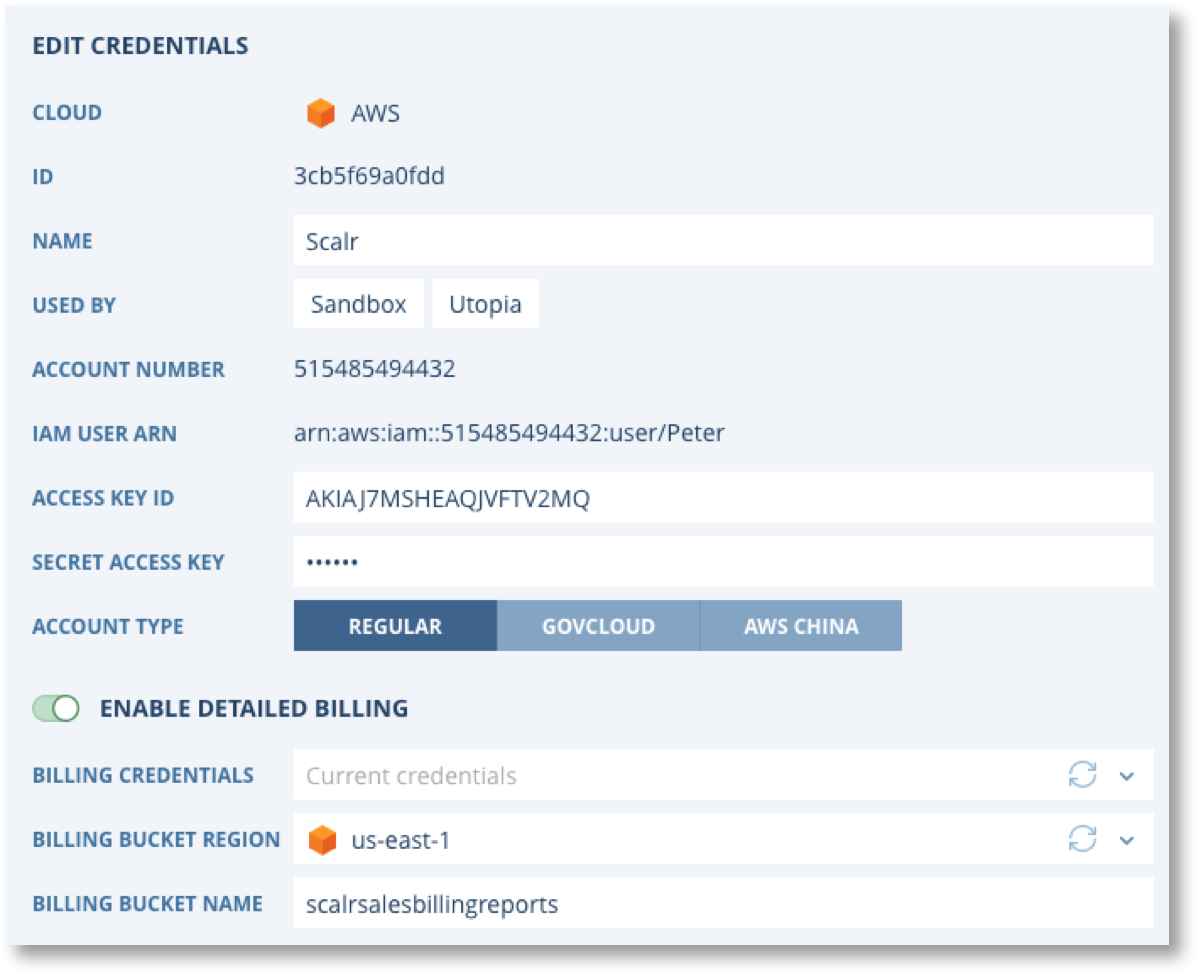 EDIT CREDENTIALS
CLOUD AWS
ID 3cb5f69a0fdd
NAME Scalr
USED BY Sandbox Utopia
ACCOUNT NUMBER 515485494432
IAM USER ARN arn:aws:iam::515485494432:user/Peter
ACCESS KEY ID AKIAJ7MSHEAQJVFTV2MQ
SECRET ACCESS KEY ••••••
ACCOUNT TYPE REGULAR GOVCLOUD AWS CHINA
ENABLE DETAILED BILLING
BILLING CREDENTIALS Current credentials
BILLING BUCKET REGION us-east-1
BILLING BUCKET NAME scalrsalesbillingreports